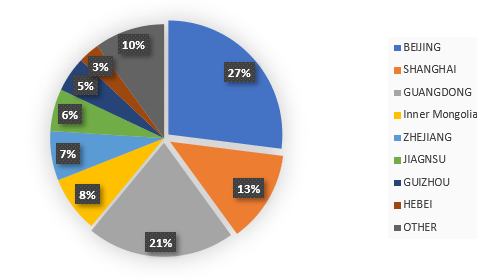 10%
27%
3%
5%
6%
7%
13%
8%
21%
BEIJING
SHANGHAI
GUANGDONG
Inner Mongolia
ZHEJIANG
JIAGNSU
GUIZHOU
HEBEI
OTHER